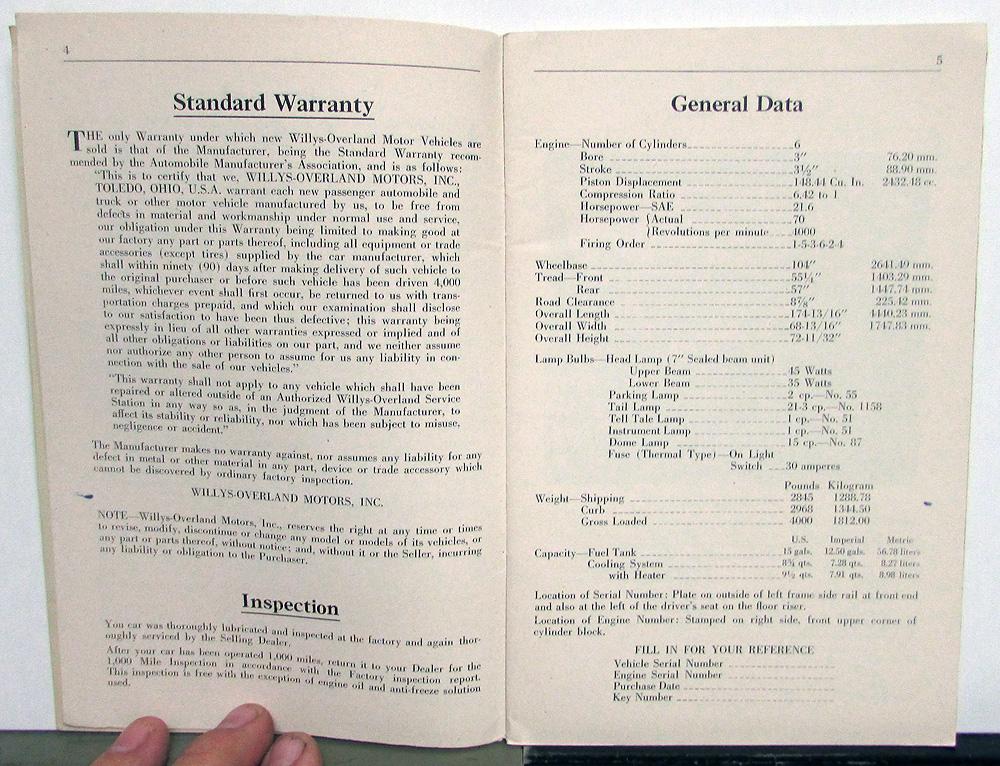 4
Standard Warranty
THE only Warranty under which new Willys-Overland Motor Vehicles are
sold is that of the Manufacturer, being the Standard Warranty recom-
mended by the Automobile Manufacturer's Association, and is as follows:
"This is to certify that we, WILLYS-OVERLAND MOTORS, INC.,
TOLEDO, OHIO, U.S.A. warrant each new passenger automobile and
truck or other motor vehicle manufactured by us, to be free from
defects in material and workmanship under normal use and service,
our obligation under this Warranty being limited to making good at
our factory any part or parts thereof, including all equipment or trade
accessories (except tires) supplied by the car manufacturer, which
shall within ninety (90) days after making delivery of such vehicle to
the original purchaser or before such vehicle has been driven 4,000
miles, whichever event shall first occur, be returned to us with trans-
portation charges prepaid, and which our examination shall disclose
to our satisfaction to have been thus defective; this warranty being
expressly in lieu of all other warranties expressed or implied and of
all other obligations or liabilities on our part, and we neither assume
nor authorize any other person to assume for us any liability in con-
nection with the sale of our vehicles."
"This warranty shall not apply to any vehicle which shall have been
repaired or altered outside of an Authorized Willys-Overland Service
Station in any way so as, in the judgment of the Manufacturer, to
affect its stability or reliability, nor which has been subject to misuse,
negligence or accident."
The Manufacturer makes no warranty against, nor assumes any liability for any
defect in metal or other material in any part, device or trade accessory which
cannot be discovered by ordinary factory inspection.
WILLYS-OVERLAND MOTORS, INC.
NOTE—Willys-Overland Motors, Inc., reserves the right at any time or times
to revise, modify, discontinue or change any model or models of its vehicles, or
any part or parts thereof, without notice; and, without it or the Seller, incurring
any liability or obligation to the Purchaser.
Inspection
You car was thoroughly lubricated and inspected at the factory and again thor-
oughly serviced by the Selling Dealer.
After your car has been operated 1,000 miles, return it to your Dealer for the
1,000 Mile Inspection in accordance with the Factory inspection report.
This inspection is free with the exception of engine oil and anti-freeze solution
used.
5
General Data
Engine—Number of Cylinders 6
Bore 3" 76.20 mm.
Stroke 3½" 88.90 mm.
Piston Displacement 148.44 Cu. In. 2432.48 cc.
Compression Ratio 6.42 to 1
Horsepower—SAE 21.6
Horsepower {Actual 70
}Revolutions per minute 4000
Firing Order 1-5-3-6-2-4
Wheelbase 104" 2641.49 mm.
Tread—Front 55¼" 1403.29 mm.
Rear 57" 1447.74 mm.
Road Clearance 8⅞" 225.42 mm.
Overall Length 174-13/16" 4440.23 mm.
Overall Width 68-13/16" 1747.83 mm.
Overall Height 72-11/32"
Lamp Bulbs—Head Lamp (7" Sealed beam unit)
Upper Beam 45 Watts
Lower Beam 35 Watts
Parking Lamp 2 cp.—No. 55
Tail Lamp 21-3 cp.—No. 1158
Tell Tale Lamp 1 cp.—No. 51
Instrument Lamp 1 cp.—No. 51
Dome Lamp 15 cp.—No. 87
Fuse (Thermal Type)—On Light
Switch 30 amperes
Pounds Kilogram
Weight—Shipping 2845 1288.78
Curb 2968 1344.50
Gross Loaded 4000 1812.00
U.S. Imperial Metric
Capacity—Fuel Tank 15 gals. 12.50 gals. 56.78 liters
Cooling System 8¾ qts. 7.28 qts. 8.27 liters
with Heater 9½ qts. 7.91 qts. 8.98 liters
Location of Serial Number: Plate on outside of left frame side rail at front end
and also at the left of the driver's seat on the floor riser.
Location of Engine Number: Stamped on right side, front upper corner of
cylinder block.
FILL IN FOR YOUR REFERENCE
Vehicle Serial Number
Engine Serial Number
Purchase Date
Key Number